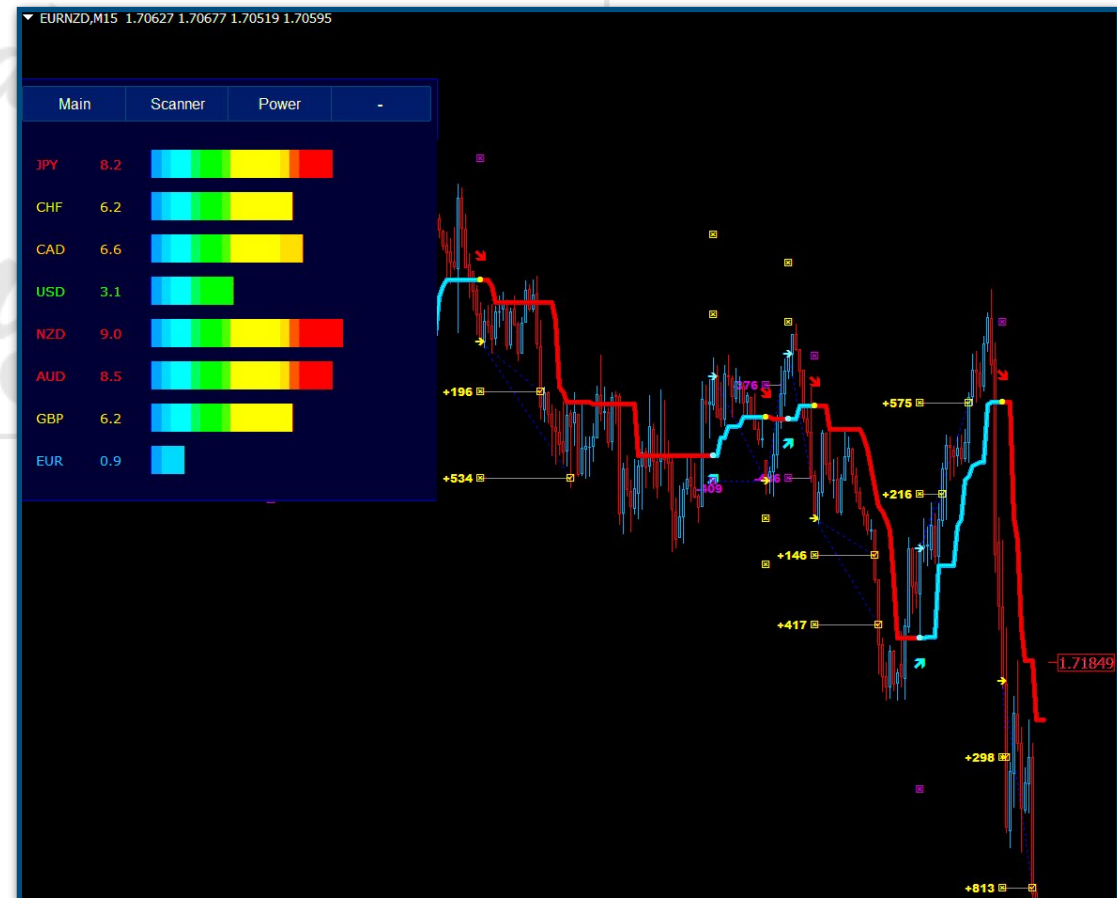 EURNZD,M15 1.70627 1.70677 1.70519 1.70595
Main Scanner Power -
JPY 8.2
CHF 6.2
CAD 6.6
USD 3.1
NZD 9.0
AUD 8.5
GBP 6.2
EUR 0.9
+196
+534
-409
+146
+417
+575
+216
1.71849
+298
+813